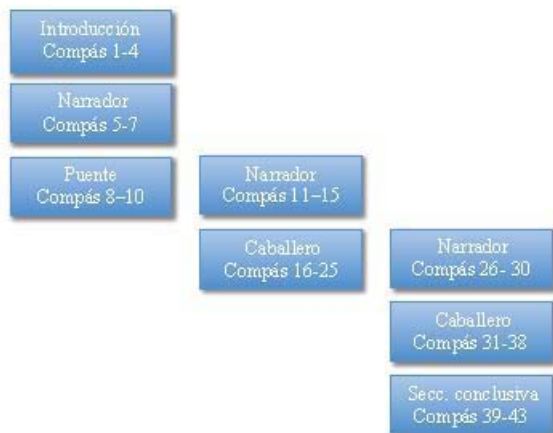 Introducción
Compás 1-4
Narrador
Compás 5-7
Puente
Compás 8–10
Narrador
Compás 11–15
Caballero
Compás 16-25
Narrador
Compás 26- 30
Caballero
Compás 31-38
Secc. conclusiva
Compás 39-43